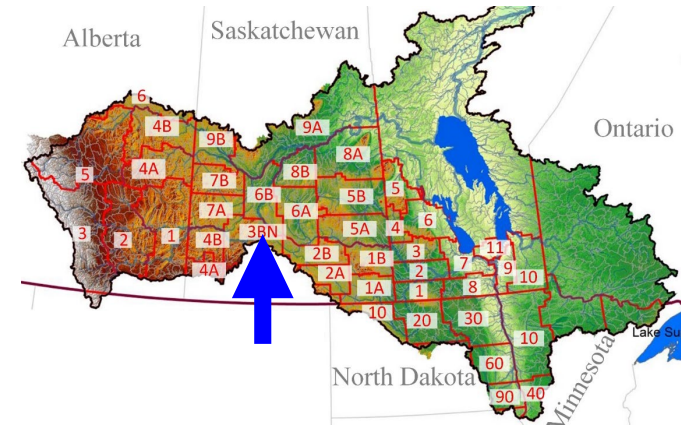 Saskatchewan
Alberta
6
4B
9A
9B
Ontario
8A
4A
8B
5
7B
5
6B
5B
7A
6A
6
3
2
1
4B
3BN
5A
4
11
2B
1B
3
7
9
4A
2A
2
10
1A
1
8
10
20
30
10
Lake Su
60
North Dakota
Minnesota
90
40